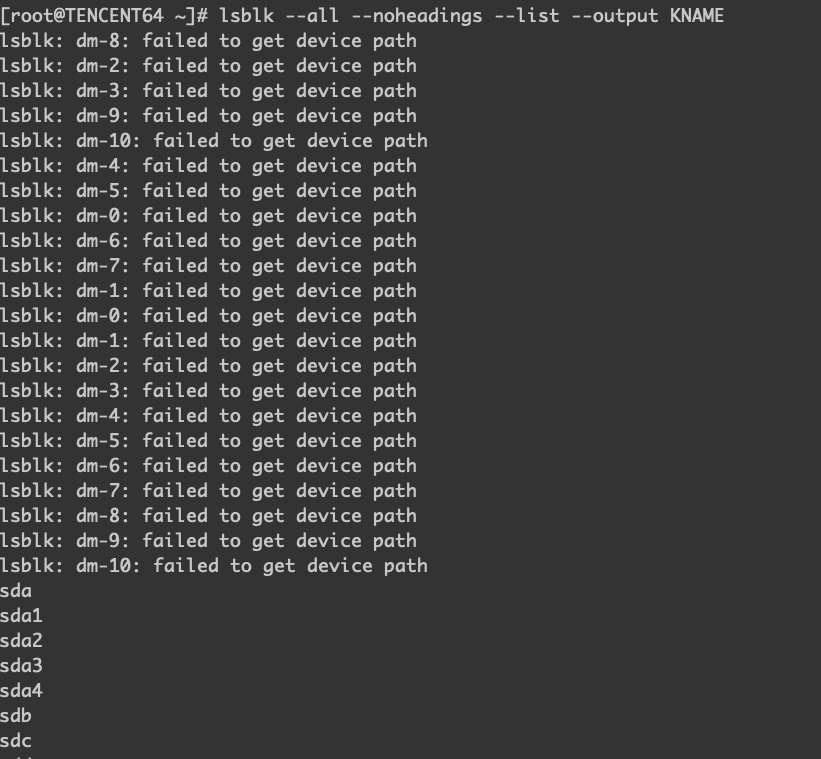 [root@TENCENT64 ~]# lsblk --all --noheadings --list --output KNAME
lsblk: dm-8: failed to get device path
lsblk: dm-2: failed to get device path
lsblk: dm-3: failed to get device path
lsblk: dm-9: failed to get device path
lsblk: dm-10: failed to get device path
lsblk: dm-4: failed to get device path
lsblk: dm-5: failed to get device path
lsblk: dm-0: failed to get device path
lsblk: dm-6: failed to get device path
lsblk: dm-7: failed to get device path
lsblk: dm-1: failed to get device path
lsblk: dm-0: failed to get device path
lsblk: dm-1: failed to get device path
lsblk: dm-2: failed to get device path
lsblk: dm-3: failed to get device path
lsblk: dm-4: failed to get device path
lsblk: dm-5: failed to get device path
lsblk: dm-6: failed to get device path
lsblk: dm-7: failed to get device path
lsblk: dm-8: failed to get device path
lsblk: dm-9: failed to get device path
lsblk: dm-10: failed to get device path
sda
sda1
sda2
sda3
sda4
sdb
sdc